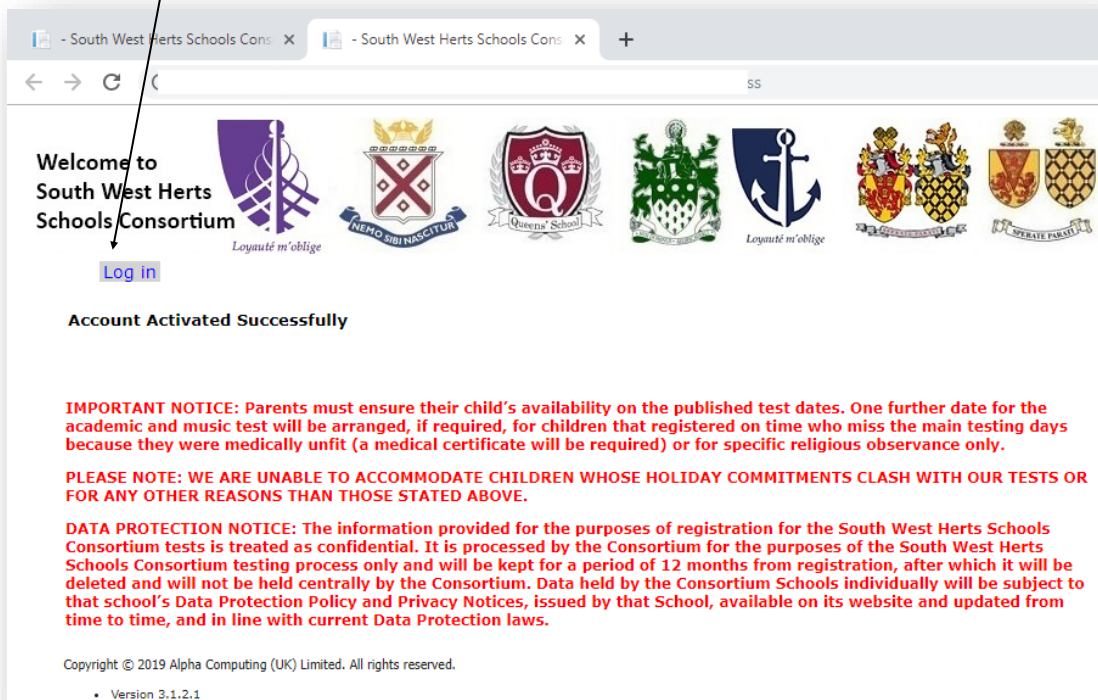 - South West Herts Schools Cons
- South West Herts Schools Cons
ss
Welcome to
South West Herts
Schools Consortium
Loyauté m'oblige
NEMO SIBI NASCITUR
Queens' School
Loyauté m'oblige
SPERATE PARATI
Log in
Account Activated Successfully
IMPORTANT NOTICE: Parents must ensure their child's availability on the published test dates. One further date for the
academic and music test will be arranged, if required, for children that registered on time who miss the main testing days
because they were medically unfit (a medical certificate will be required) or for specific religious observance only.
PLEASE NOTE: WE ARE UNABLE TO ACCOMMODATE CHILDREN WHOSE HOLIDAY COMMITMENTS CLASH WITH OUR TESTS OR
FOR ANY OTHER REASONS THAN THOSE STATED ABOVE.
DATA PROTECTION NOTICE: The information provided for the purposes of registration for the South West Herts Schools
Consortium tests is treated as confidential. It is processed by the Consortium for the purposes of the South West Herts
Schools Consortium testing process only and will be kept for a period of 12 months from registration, after which it will be
deleted and will not be held centrally by the Consortium. Data held by the Consortium Schools individually will be subject to
that school's Data Protection Policy and Privacy Notices, issued by that School, available on its website and updated from
time to time, and in line with current Data Protection laws.
Copyright © 2019 Alpha Computing (UK) Limited. All rights reserved.
• Version 3.1.2.1